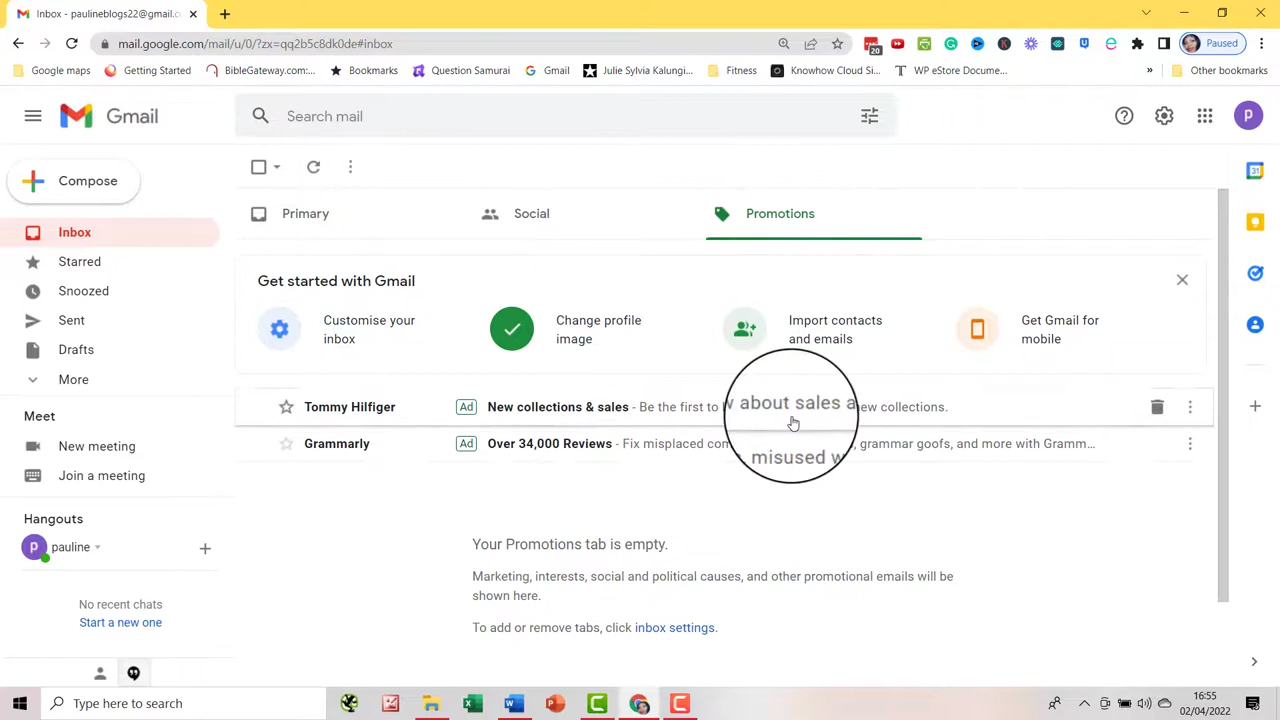 Inbox - paulineblogs22@gmail.c
mail.google.com/mail/u/0/?zx=qq2b5c8lk0de#inbox
20
Paused
Google maps
Getting Started
BibleGateway.com:...
Bookmarks
Question Samura...
Gmail
Julie Sylvia Kalungi...
Fitness
Knowhow Cloud Si...
WP eStore Docume...
»
Other bookmarks
Gmail
Search mail
p
Compose
31
Primary
Social
Promotions
Inbox
Starred
Snoozed
Sent
Drafts
More
Get started with Gmail
Customise your
inbox
Change profile
image
Import contacts
and emails
Get Gmail for
mobile
Tommy Hilfiger
Ad
New collections & sales - Be the first to about sales new collections.
Grammarly
Ad
Over 34,000 Reviews - Fix misplaced misused grammar goofs, and more with Gramm...
Meet
New meeting
Join a meeting
Hangouts
p
pauline
No recent chats
Start a new one
Your Promotions tab is empty.
Marketing, interests, social and political causes, and other promotional emails will be
shown here.
To add or remove tabs, click inbox settings.
Type here to search
16:55
02/04/2022